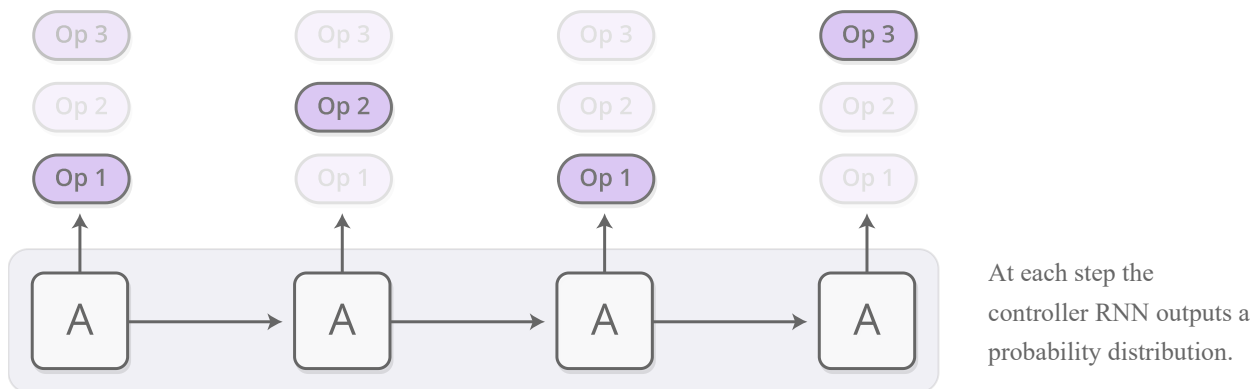 Op 3 Op 3 Op 3 Op 3
Op 2 Op 2 Op 2 Op 2
Op 1 Op 1 Op 1 Op 1
A A A A
At each step the
controller RNN outputs a
probability distribution.